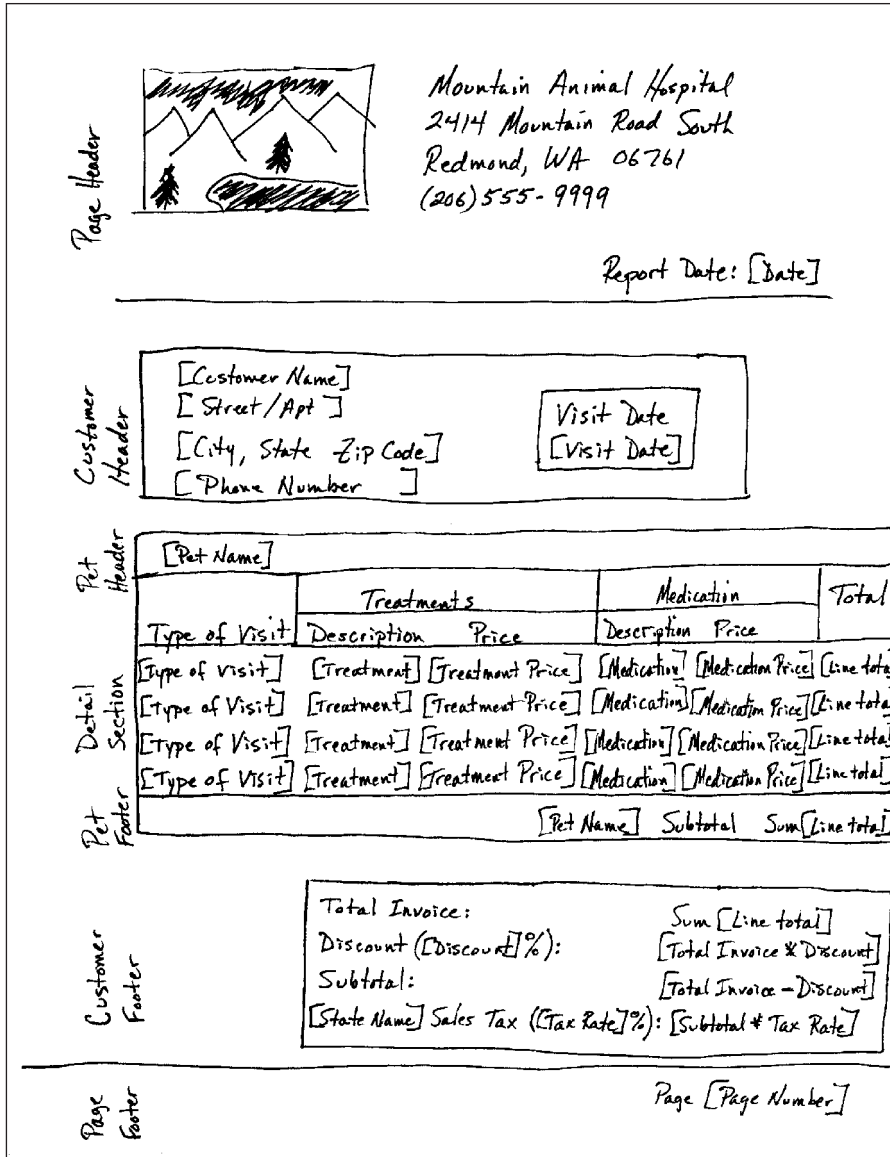 Page Header
Mountain Animal Hospital
2414 Mountain Road South
Redmond, WA 06761
(206) 555-9999
Report Date: [Date]
Customer Header
[Customer Name]
[Street/Apt ]
[City, State Zip Code]
[Phone Number ]
Visit Date
[Visit Date]
Pet Header
[Pet Name]
Treatments Medication Total
Type of Visit Description Price Description Price
Detail Section
[Type of Visit] [Treatment] [Treatment Price] [Medication] [Medication Price] [Line total
[Type of Visit] [Treatment] [Treatment Price] [Medication] [Medication Price] [Line total
[Type of Visit] [Treatment] [Treatment Price] [Medication] [Medication Price] [Line total
[Type of Visit] [Treatment] [Treatment Price] [Medication] [Medication Price] [Line total]
Pet Footer
[Pet Name] Subtotal Sum[Line total]
Customer Footer
Total Invoice: Sum [Line total]
Discount ([Discount]%): [Total Invoice * Discount]
Subtotal: [Total Invoice - Discount]
[State Name] Sales Tax ([Tax Rate]%): [Subtotal * Tax Rate]
Page Footer
Page [Page Number]